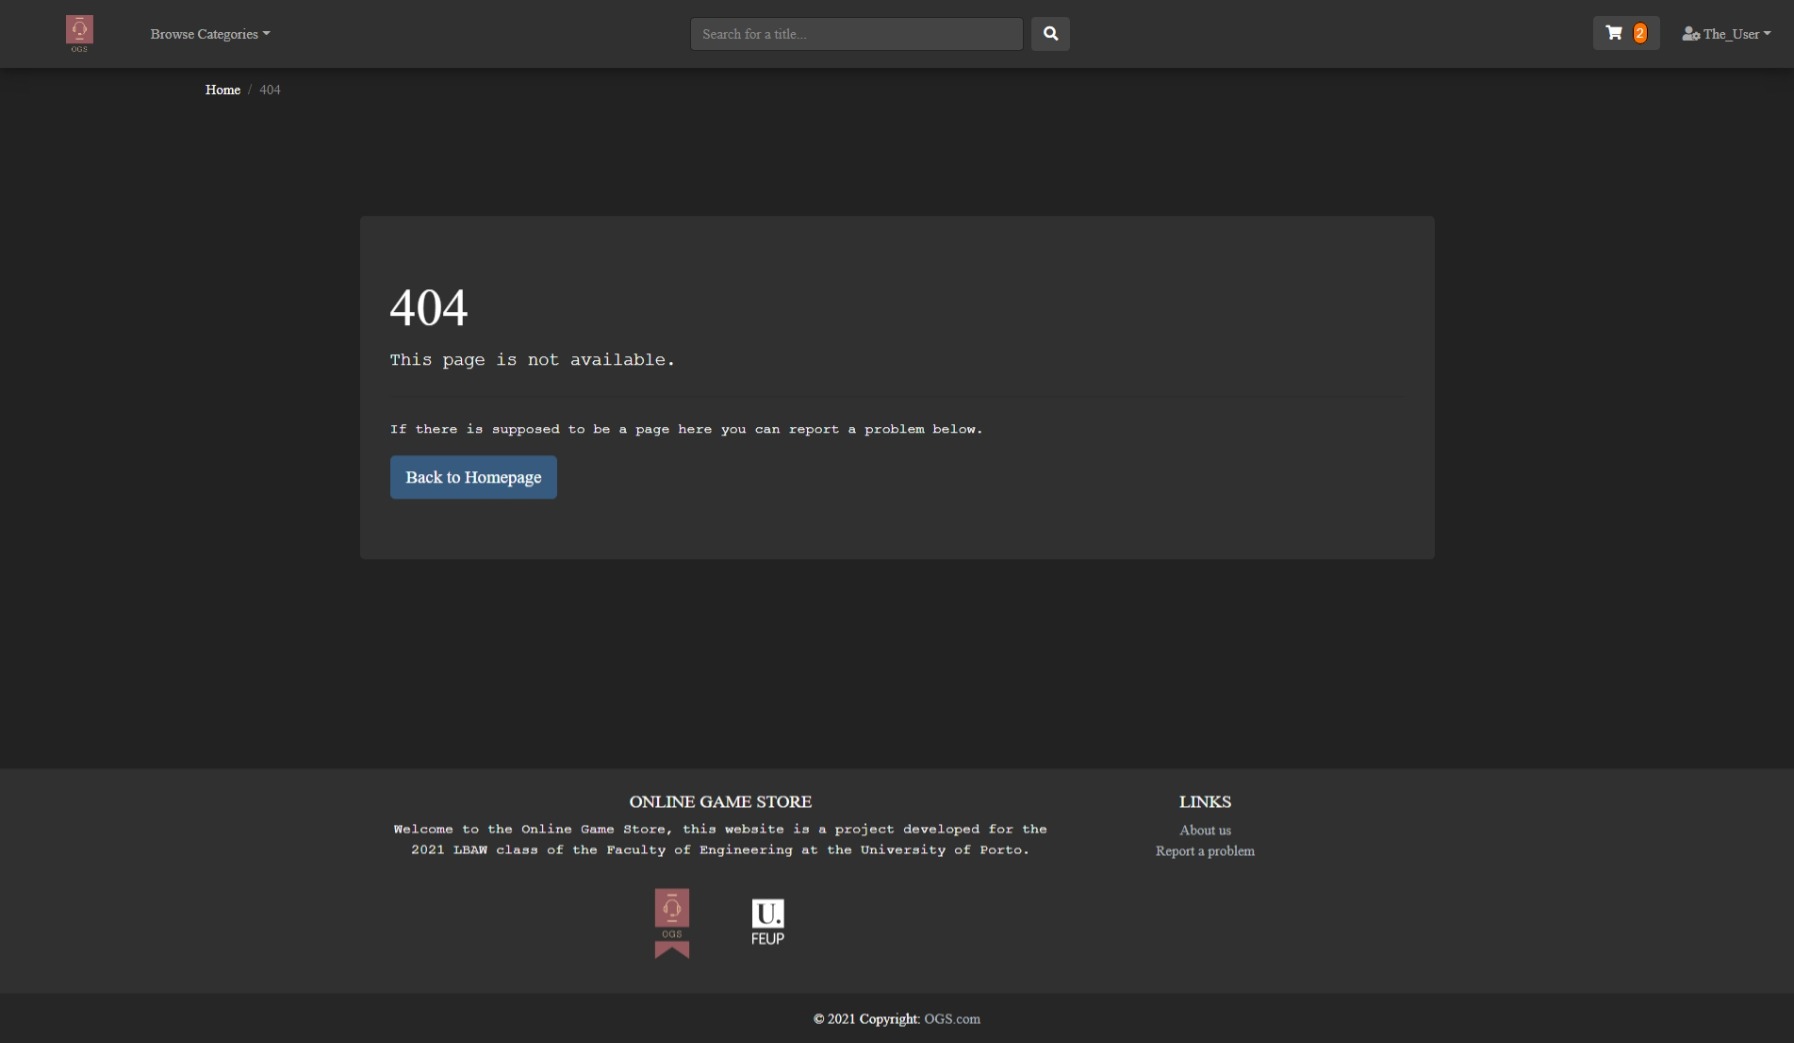 OGS
Browse Categories
Search for a title...
2
The_User
Home / 404
404
This page is not available.
If there is supposed to be a page here you can report a problem below.
Back to Homepage
ONLINE GAME STORE
Welcome to the Online Game Store, this website is a project developed for the
2021 LBAW class of the Faculty of Engineering at the University of Porto.
LINKS
About us
Report a problem
OGS
U.
FEUP
© 2021 Copyright: OGS.com